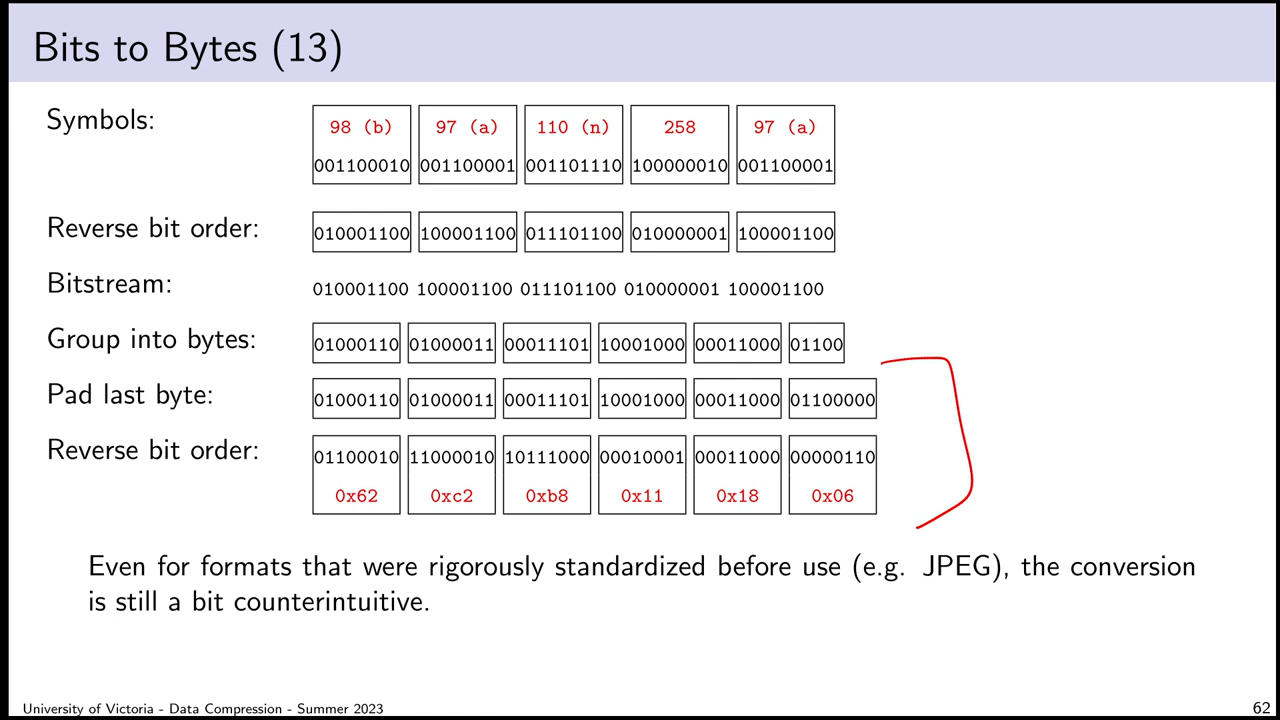 Bits to Bytes (13)
Symbols: 98 (b) 97 (a) 110 (n) 258 97 (a)
001100010 001100001 001101110 100000010 001100001
Reverse bit order: 010001100 100001100 011101100 010000001 100001100
Bitstream: 010001100 100001100 011101100 010000001 100001100
Group into bytes: 01000110 01000011 00011101 10001000 00011000 01100
Pad last byte: 01000110 01000011 00011101 10001000 00011000 01100000
Reverse bit order: 01100010 11000010 10111000 00010001 00011000 00000110
0x62 0xc2 0xb8 0x11 0x18 0x06
Even for formats that were rigorously standardized before use (e.g. JPEG), the conversion
is still a bit counterintuitive.
University of Victoria - Data Compression - Summer 2023 62